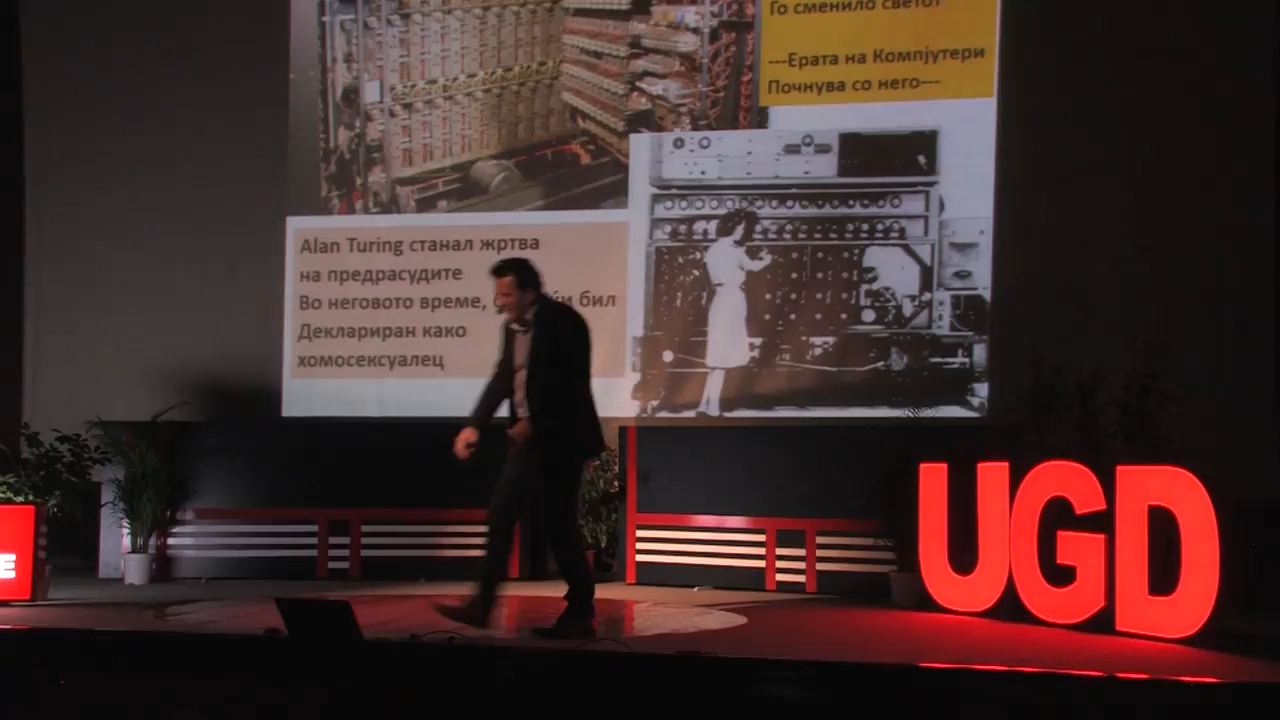 Го сменило светот
---Ерата на Компјутери
Почнува со него---
Alan Turing станал жртва
на предрасудите
Во неговото време, бил
Деклариран како
хомосексуалец
E
UGD